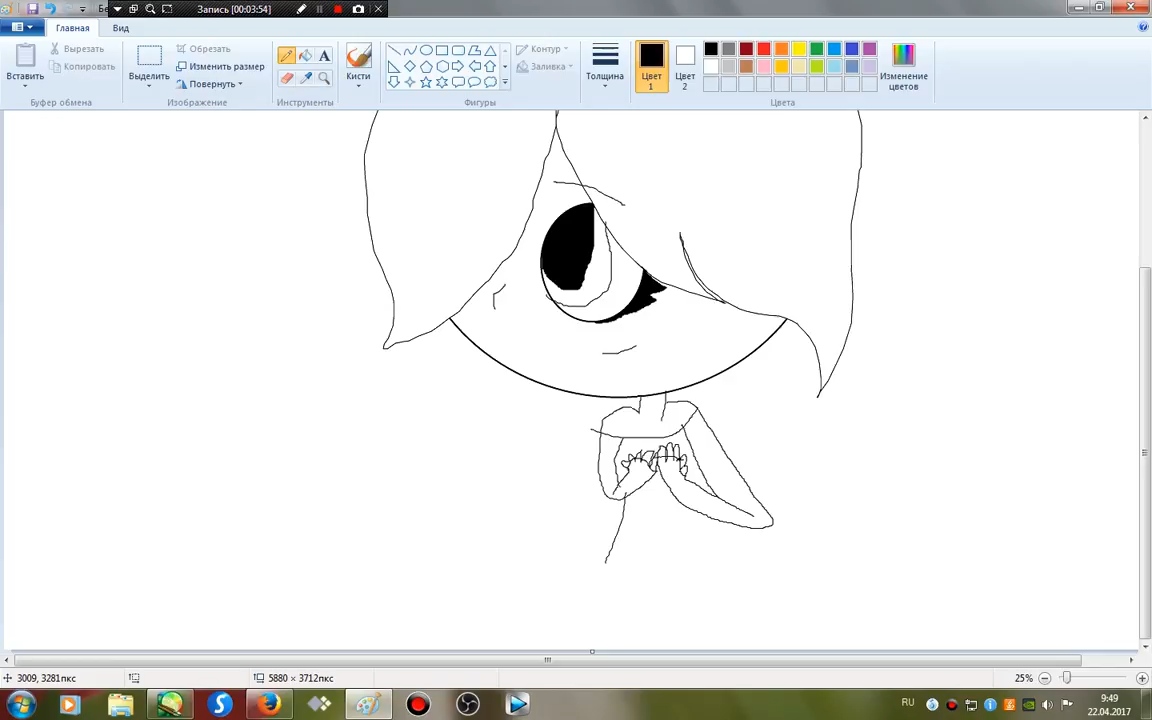 Бе
Запись [00:03:54]
Главная
Вид
Вставить
Вырезать
Копировать
Буфер обмена
Выделить
Обрезать
Изменить размер
Повернуть
Изображение
A
Инструменты
Кисти
Контур
Заливка
Фигуры
Толщина
Цвет
1
Цвет
2
Изменение
цветов
Цвета
3009, 3281пкс
5880 × 3712пкс
25%
RU
9:49
22.04.2017